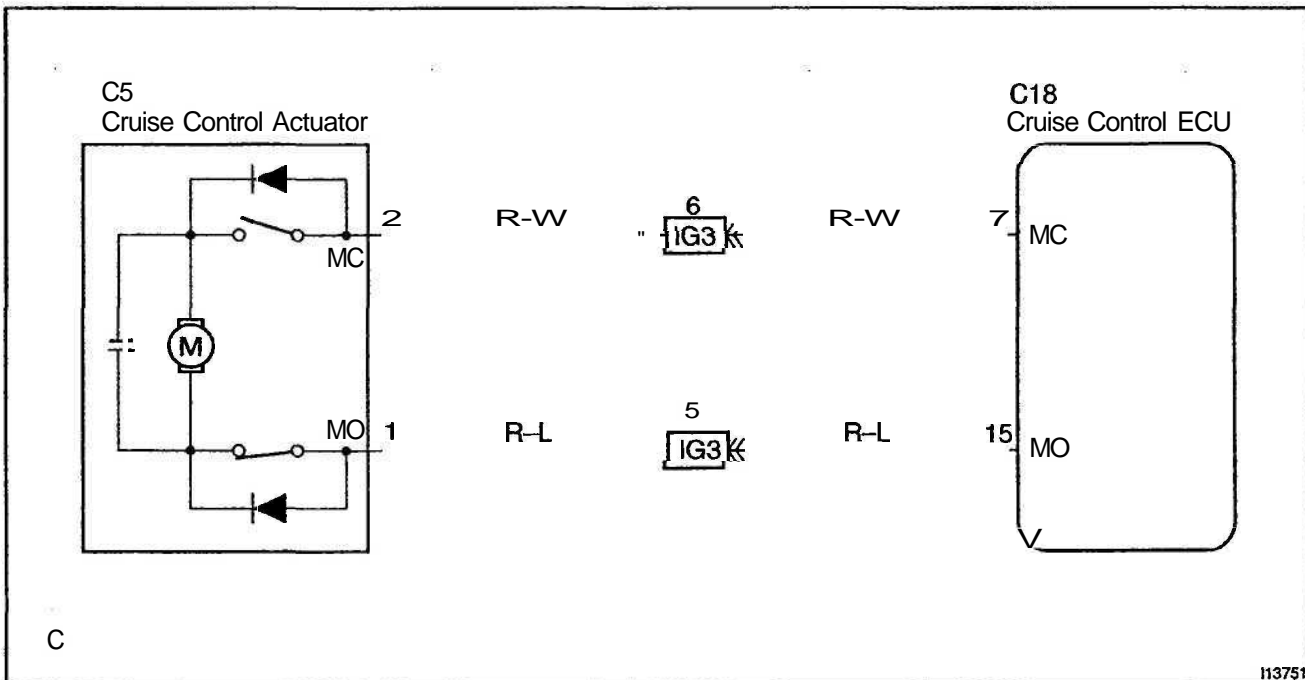 C5
Cruise Control Actuator
C18
Cruise Control ECU
2 R-W 6 R-W 7
IG3
MC
MC
M
MO 1 R-L 5 R-L 15
IG3
MO
C
I13751